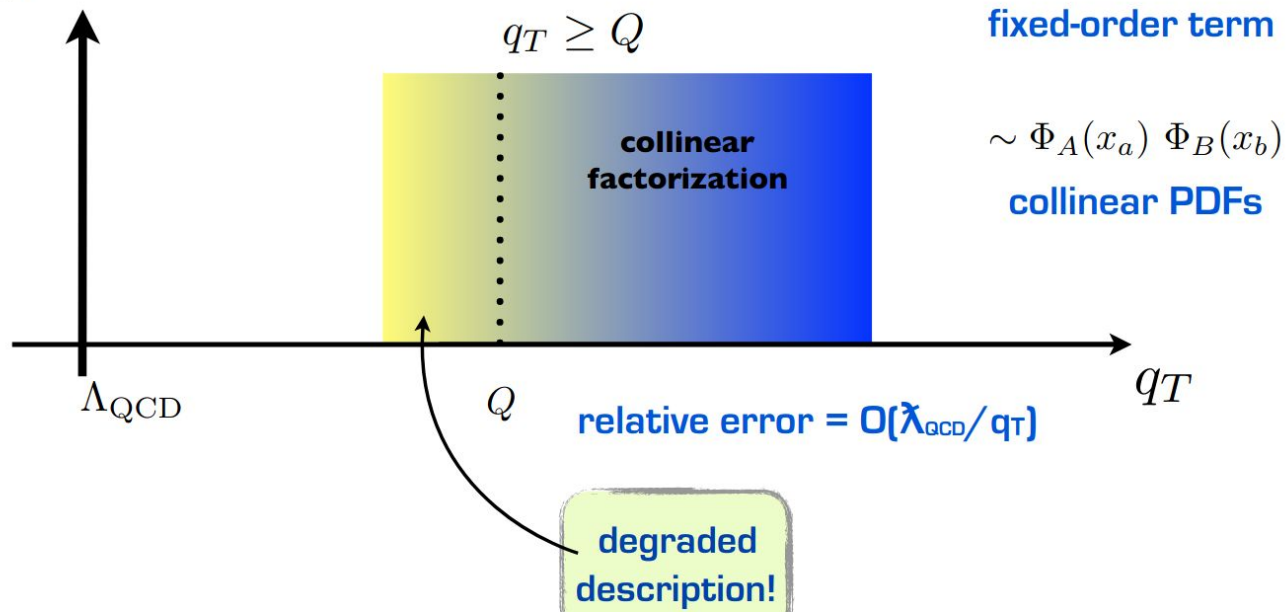 fixed-order term
q_T ≥ Q
collinear
factorization
∼ Φ_A(x_a) Φ_B(x_b)
collinear PDFs
Λ_QCD
Q
q_T
relative error = O(ƛ_QCD/q_T)
degraded
description!